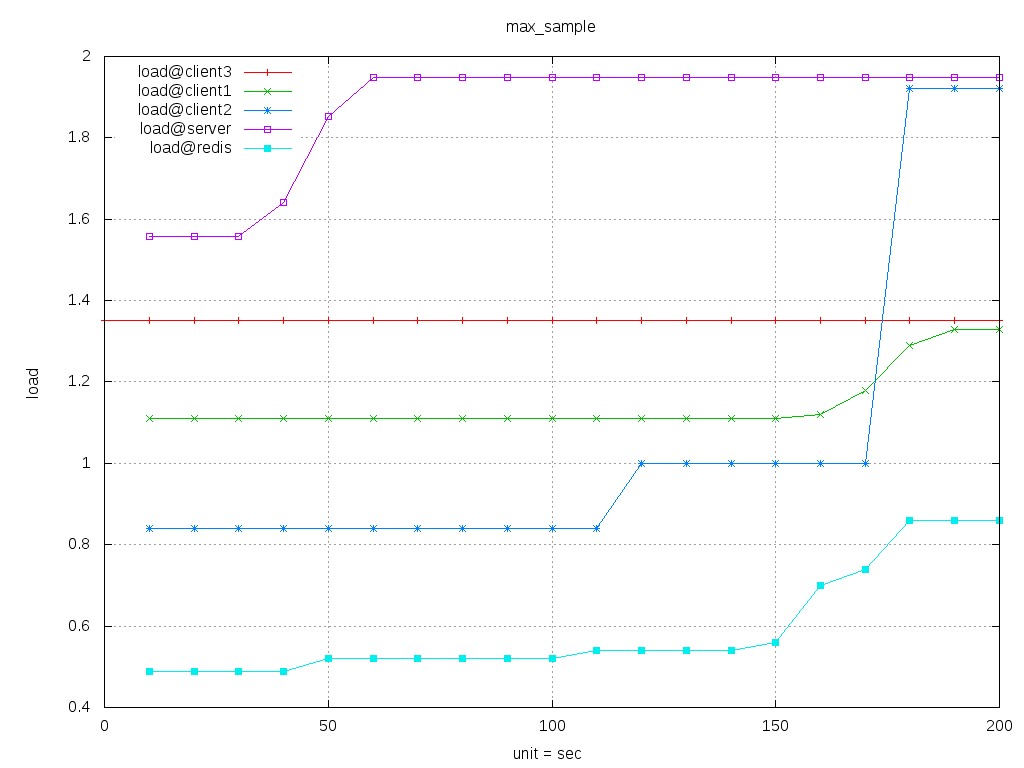 max_sample
load@client3
load@client1
load@client2
load@server
load@redis
2
1.8
1.6
1.4
1.2
1
0.8
0.6
0.4
load
0 50 100 150 200
unit = sec